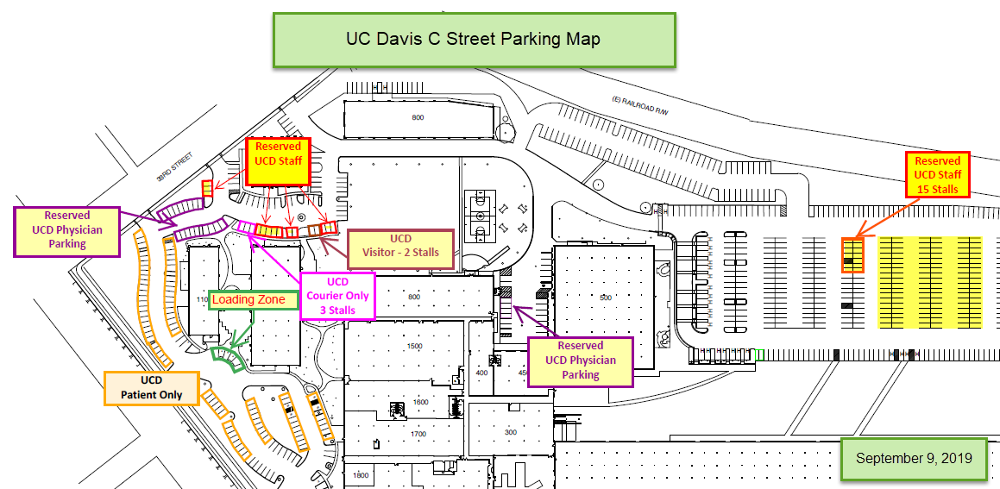 UC Davis C Street Parking Map
(E) RAILROAD R/W
H H
800
33RD STREET
Reserved
UCD Staff
Reserved
UCD Staff
15 Stalls
Reserved
UCD Physician
Parking
UCD
Visitor - 2 Stalls
UCD
Courier Only
3 Stalls
Loading Zone
110
800
500
Reserved
UCD Physician
Parking
1500
400
45
UCD
Patient Only
1600
1700
300
1800
September 9, 2019